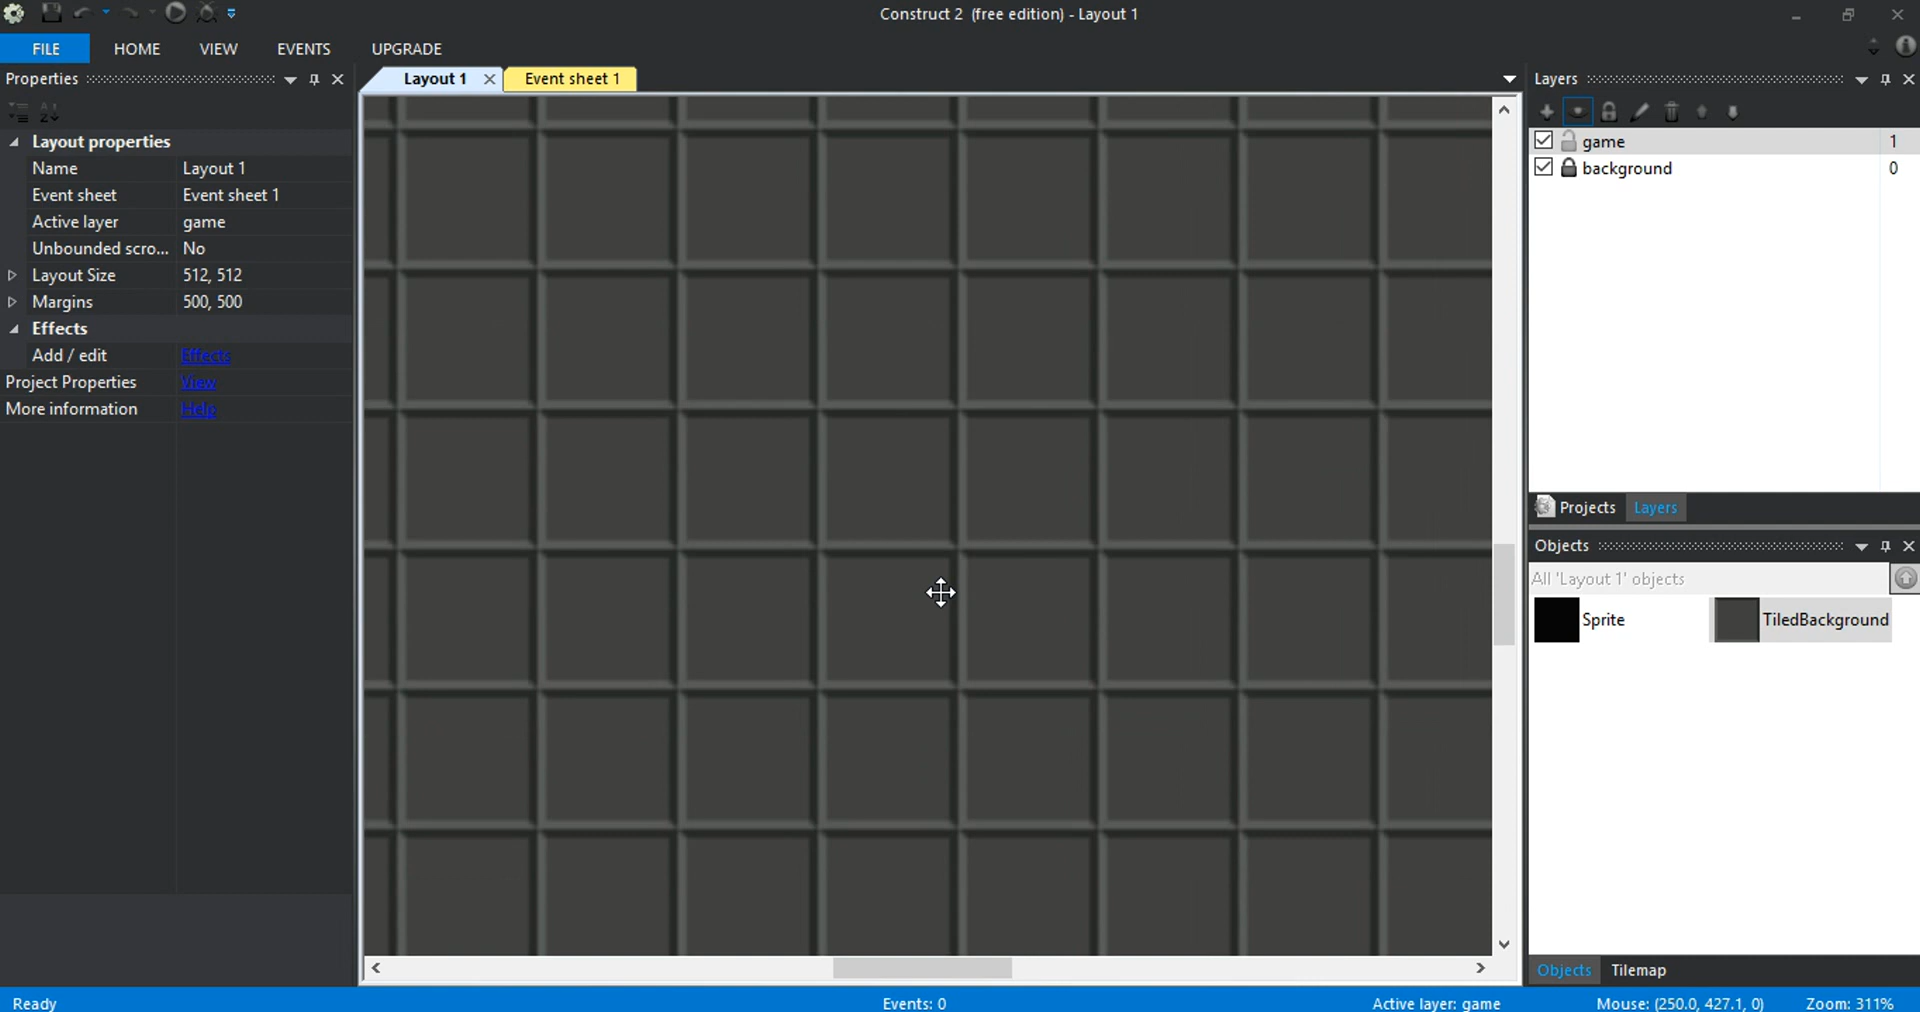 Construct 2 (free edition) - Layout 1
FILE HOME VIEW EVENTS UPGRADE
Properties
Layout properties
Name Layout 1
Event sheet Event sheet 1
Active layer game
Unbounded scro... No
Layout Size 512, 512
Margins 500, 500
Effects
Add / edit Effects
Project Properties View
More information Help
Layout 1
Event sheet 1
Layers
game 1
background 0
Projects Layers
Objects
All 'Layout 1' objects
Sprite TiledBackground
Objects Tilemap
Ready Events: 0 Active layer: game Mouse: (250.0, 427.1, 0) Zoom: 311%